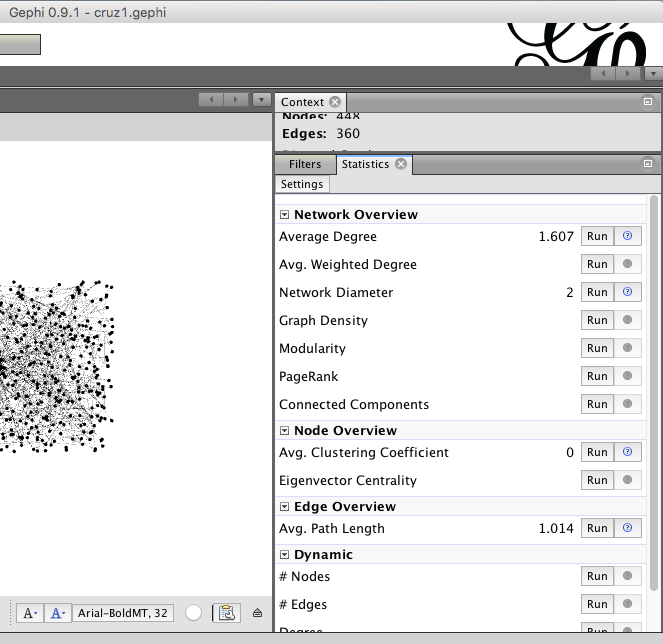 Gephi 0.9.1 - cruz1.gephi
Context
Nodes: 448
Edges: 360
Filters
Statistics
Settings
Network Overview
Average Degree 1.607 Run
Avg. Weighted Degree Run
Network Diameter 2 Run
Graph Density Run
Modularity Run
PageRank Run
Connected Components Run
Node Overview
Avg. Clustering Coefficient 0 Run
Eigenvector Centrality Run
Edge Overview
Avg. Path Length 1.014 Run
Dynamic
# Nodes Run
# Edges Run
Degree Run
A- A- Arial-BoldMT, 32